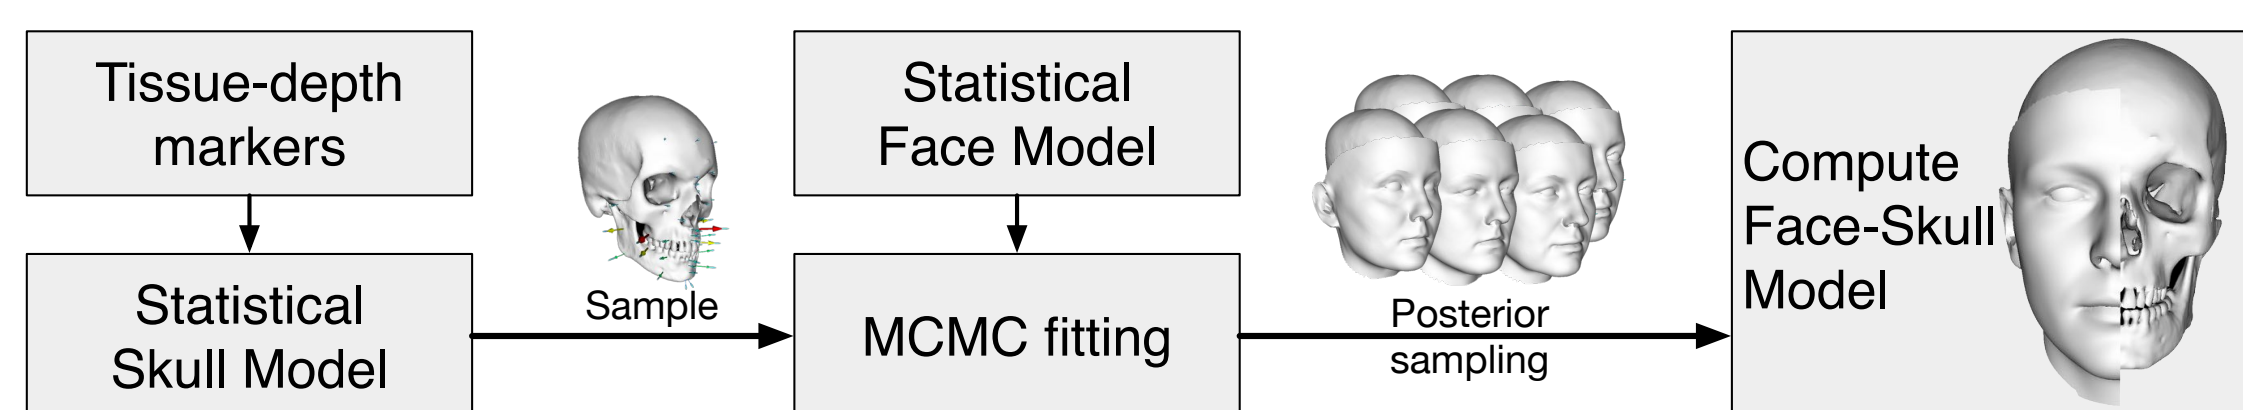 Tissue-depth
markers
Statistical
Skull Model
Sample
Statistical
Face Model
MCMC fitting
Posterior
sampling
Compute
Face-Skull
Model